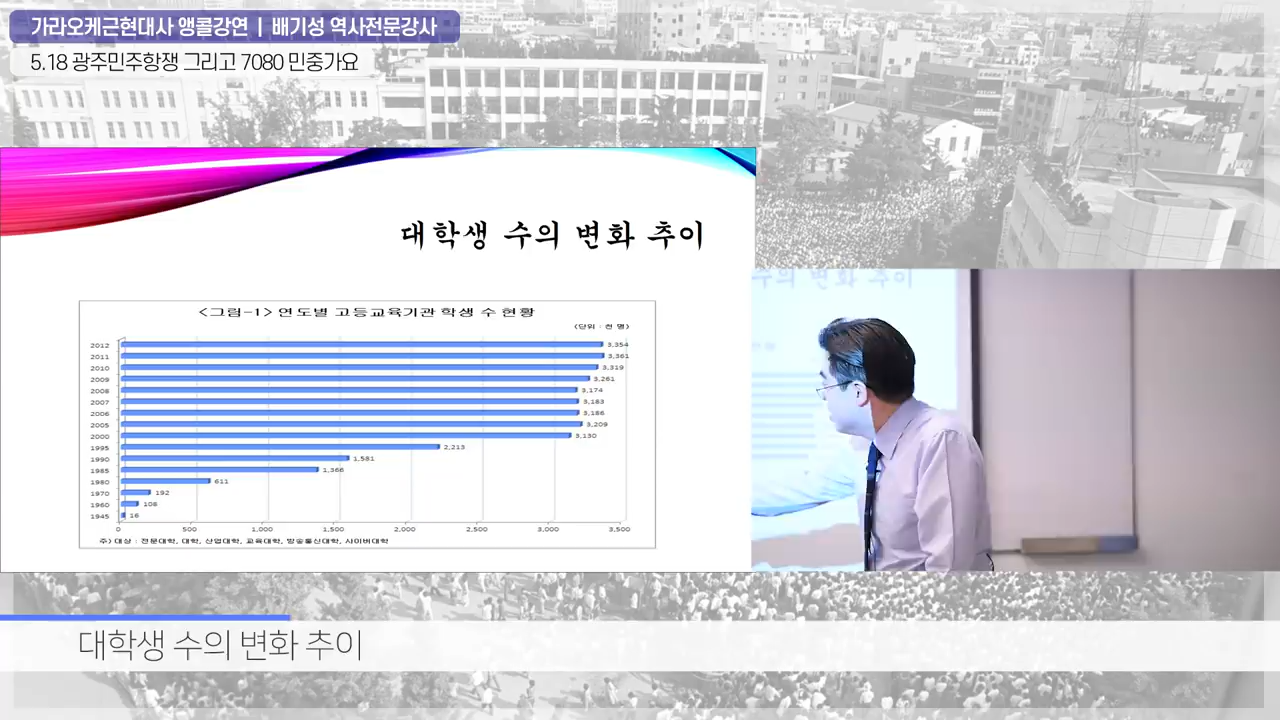 가라오케근현대사 앵콜강연 | 배기성 역사전문강사
5.18 광주민주항쟁 그리고 7080 민중가요
대학생 수의 변화 추이
<그림-1> 연도별 고등교육기관 학생 수 현황
(단위 : 천 명)
2012 3,354
2011 3,361
2010 3,319
2009 3,261
2008 3,174
2007 3,183
2006 3,186
2005 3,209
2000 3,130
1995 2,213
1990 1,581
1985 1,366
1980 611
1970 192
1960 108
1945 16
0 500 1,000 1,500 2,000 2,500 3,000 3,500
주) 대상 : 전문대학, 대학, 산업대학, 교육대학, 방송통신대학, 사이버대학
수의 변화 추이
대학생 수의 변화 추이